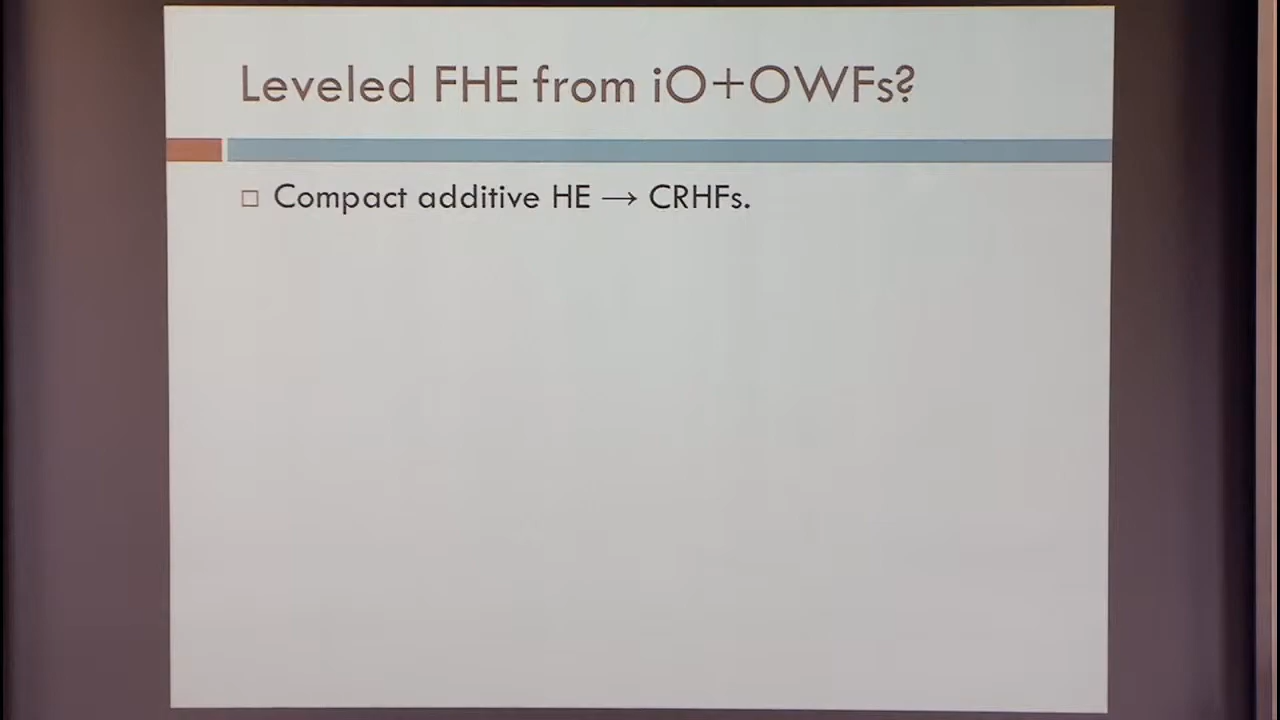 Leveled FHE from iO+OWFs?
Compact additive HE → CRHFs.